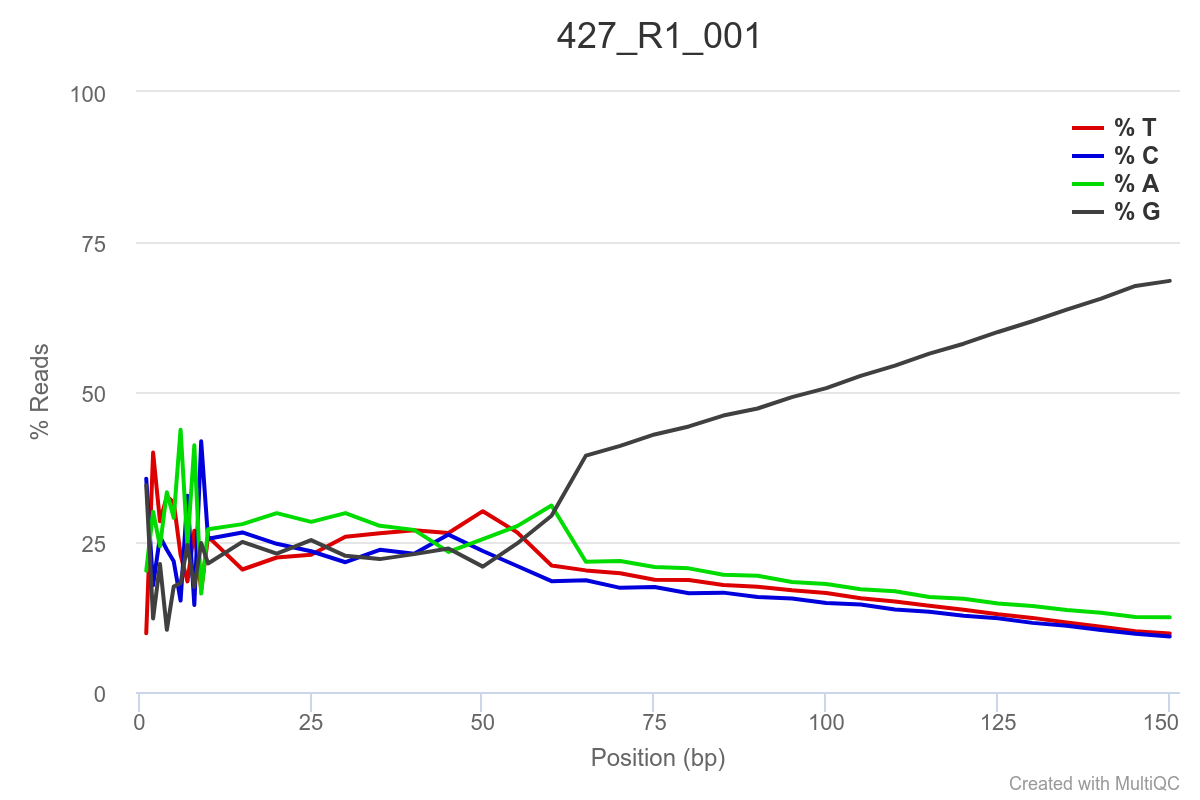 427_R1_001
100
75
50
25
0
% Reads
% T
% C
% A
% G
0 25 50 75 100 125 150
Position (bp)
Created with MultiQC